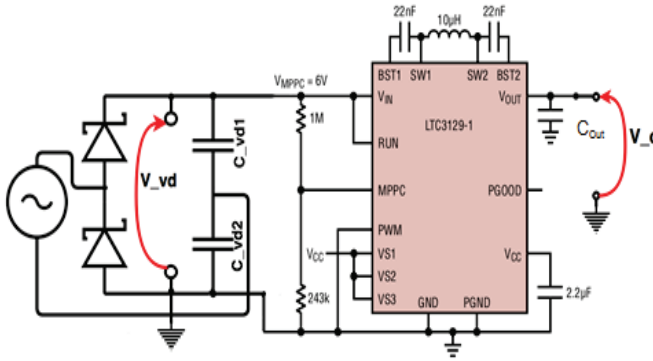 22nF 10µH 22nF
BST1 SW1 SW2 BST2
V_MPPC = 6V
V_IN V_OUT
1M
LTC3129-1
C_Out
V_vd
C_vd1
RUN
MPPC PGOOD
PWM
C_vd2
V_CC VS1 V_CC
VS2
VS3
243k
2.2µF
GND PGND